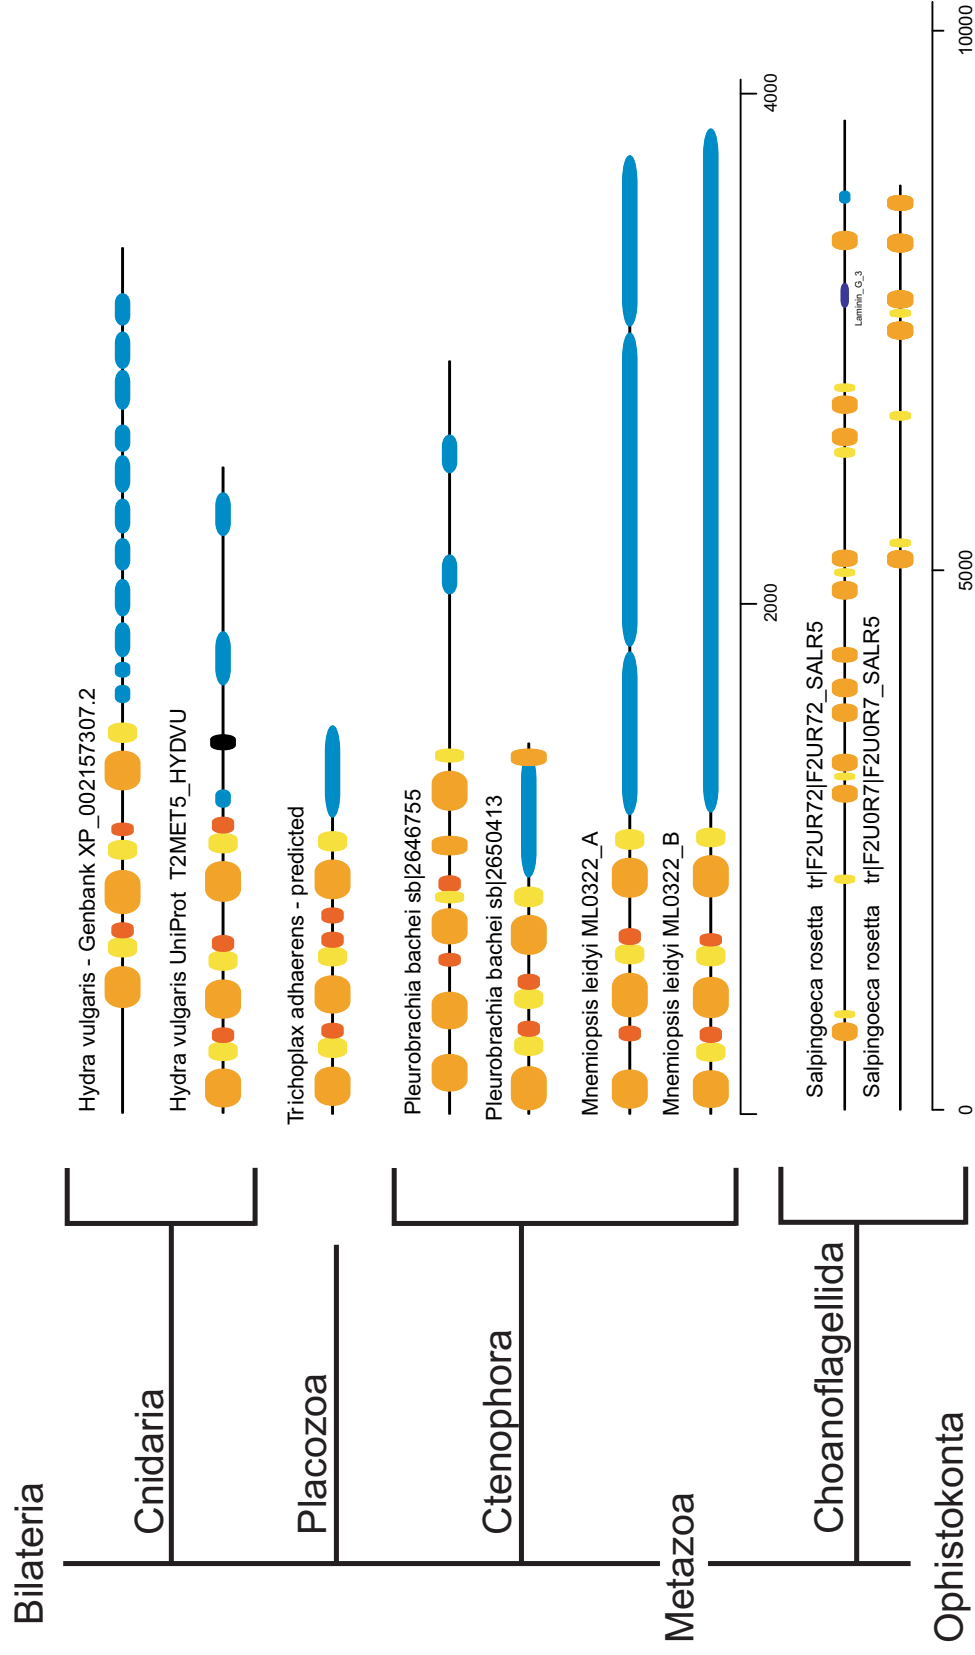 Bilateria
Cnidaria
Hydra vulgaris - Genbank XP_002157307.2
Hydra vulgaris UniProt T2MET5_HYDVU
Placozoa
Trichoplax adhaerens - predicted
Ctenophora
Pleurobrachia bachei sb|2646755
Pleurobrachia bachei sb|2650413
Mnemiopsis leidyi ML0322_A
Mnemiopsis leidyi ML0322_B
Metazoa
2000
4000
Choanoflagellida
Salpingoeca rosetta tr|F2UR72|F2UR72_SALR5
Laminin_G_3
Salpingoeca rosetta tr|F2U0R7|F2U0R7_SALR5
Ophistokonta
0
5000
10000